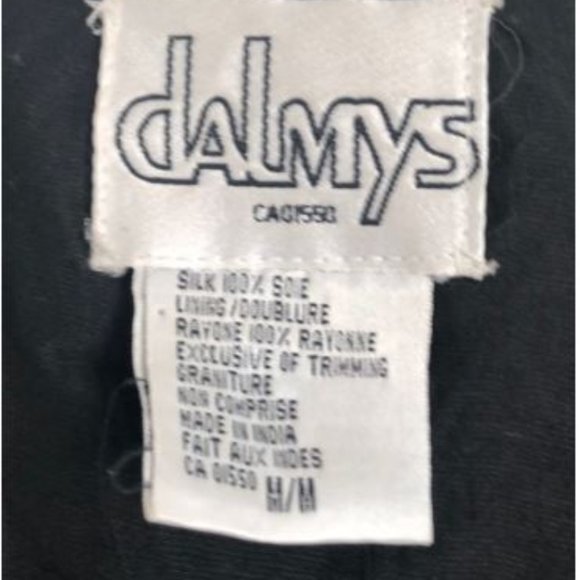 dalmys
CA01550
SILK 100% SOIE
LINING/DOUBLURE
RAYONE 100% RAYONNE
EXCLUSIVE OF TRIMMING
GRANITURE
NON COMPRISE
MADE IN INDIA
FAIT AUX INDES
CA 01550 M/M